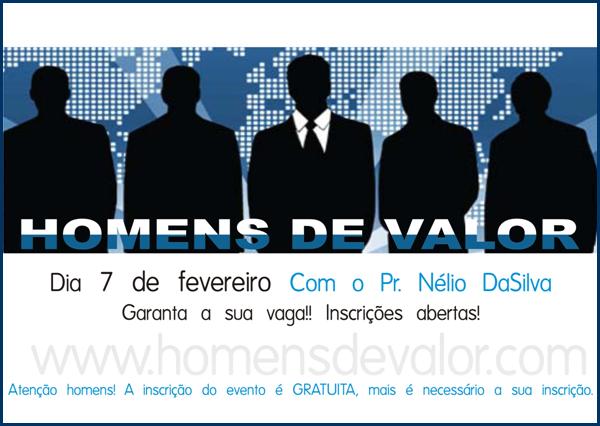 HOMENS DE VALOR
Dia 7 de fevereiro Com o Pr. Nélio DaSilva
Garanta a sua vaga!! Inscrições abertas!
www.homensdevalor.com
Atenção homens! A inscrição do evento é GRATUITA, mais é necessário a sua inscrição.